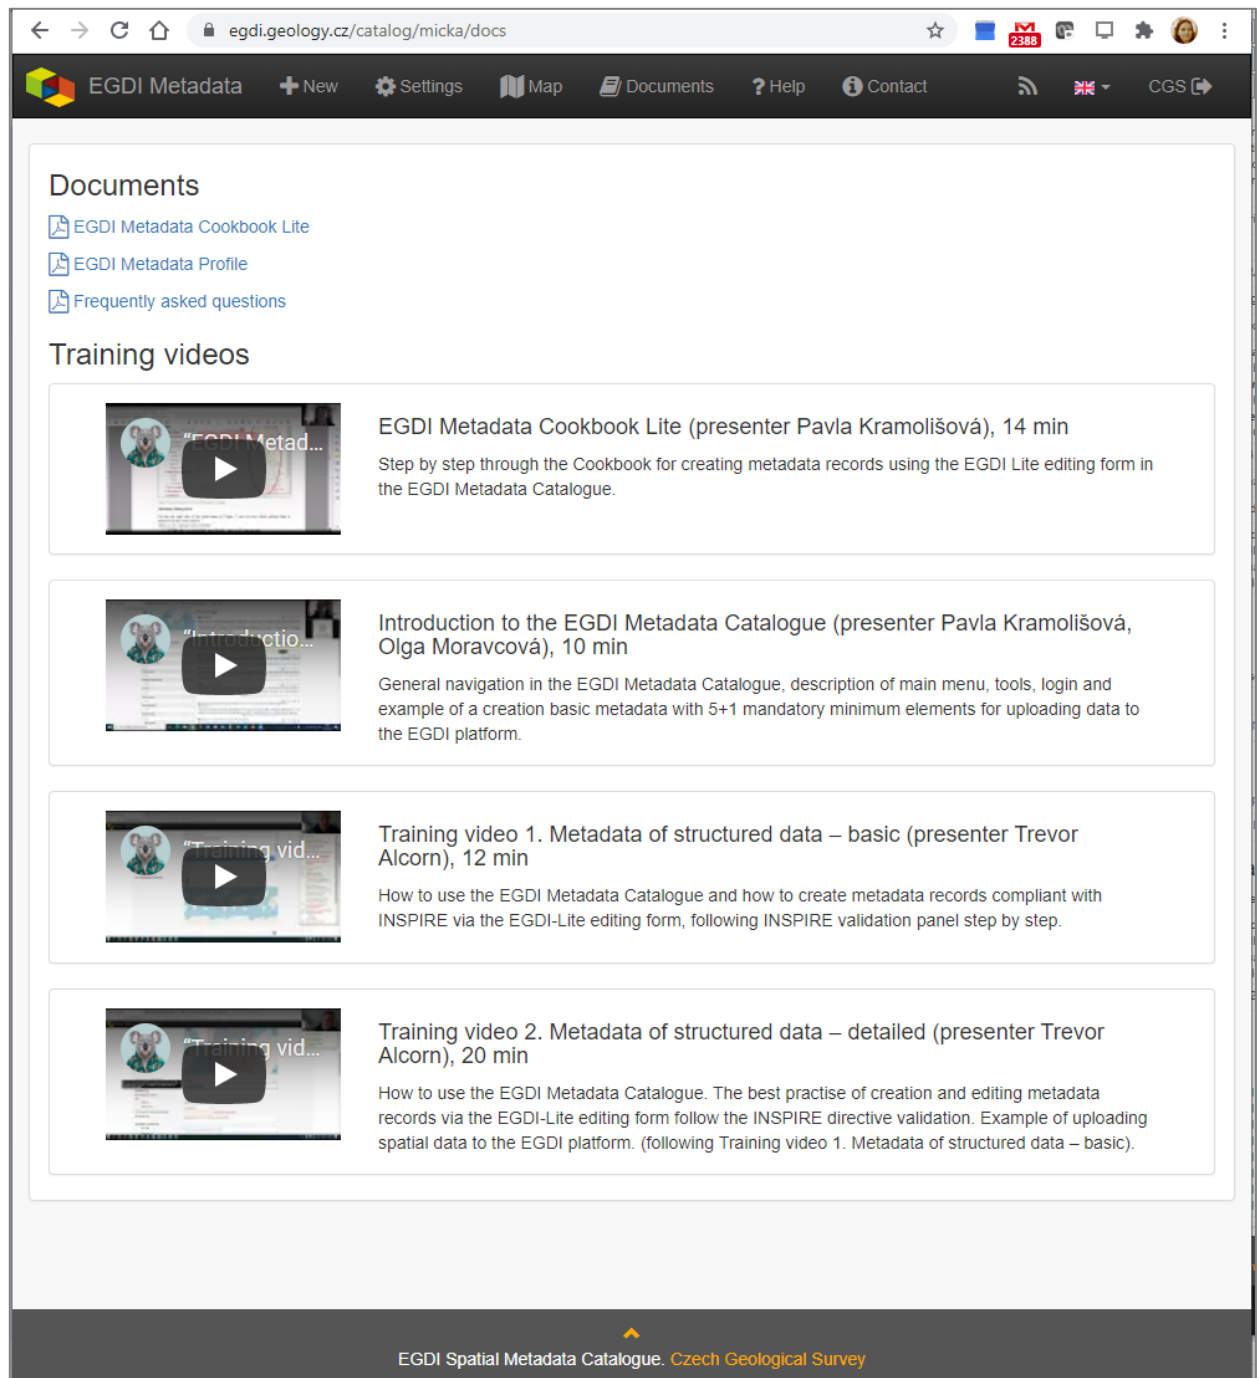 egdi.geology.cz/catalog/micka/docs
2388
EGDI Metadata New Settings Map Documents ? Help Contact CGS
Documents
EGDI Metadata Cookbook Lite
EGDI Metadata Profile
Frequently asked questions
Training videos
"EGDI Metad...
EGDI Metadata Cookbook Lite (presenter Pavla Kramolišová), 14 min
Step by step through the Cookbook for creating metadata records using the EGDI Lite editing form in
the EGDI Metadata Catalogue.
"Introductio...
Introduction to the EGDI Metadata Catalogue (presenter Pavla Kramolišová,
Olga Moravcová), 10 min
General navigation in the EGDI Metadata Catalogue, description of main menu, tools, login and
example of a creation basic metadata with 5+1 mandatory minimum elements for uploading data to
the EGDI platform.
"Training vid...
Training video 1. Metadata of structured data – basic (presenter Trevor
Alcorn), 12 min
How to use the EGDI Metadata Catalogue and how to create metadata records compliant with
INSPIRE via the EGDI-Lite editing form, following INSPIRE validation panel step by step.
"Training vid...
Training video 2. Metadata of structured data – detailed (presenter Trevor
Alcorn), 20 min
How to use the EGDI Metadata Catalogue. The best practise of creation and editing metadata
records via the EGDI-Lite editing form follow the INSPIRE directive validation. Example of uploading
spatial data to the EGDI platform. (following Training video 1. Metadata of structured data – basic).
EGDI Spatial Metadata Catalogue. Czech Geological Survey